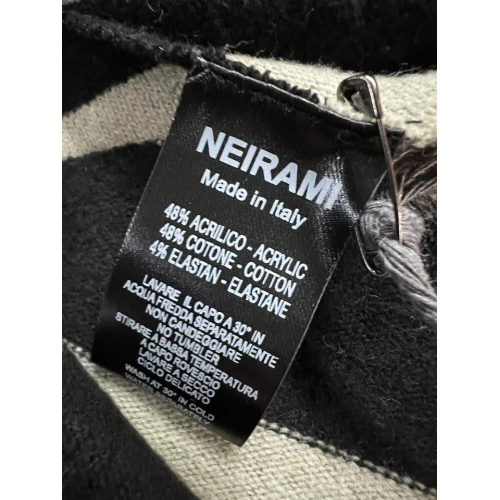 NEIRAMI
Made in Italy
48% ACRILICO - ACRYLIC
48% COTONE - COTTON
4% ELASTAN - ELASTANE
LAVARE IL CAPO A 30° IN
ACQUA FREDDA SEPARATAMENTE
NON CANDEGGIARE
NO TUMBLER
STIRARE A BASSA TEMPERATURA
A CAPO ROVESCIO
LAVARE A SECCO
CICLO DELICATO
WASH AT 30° IN COLD